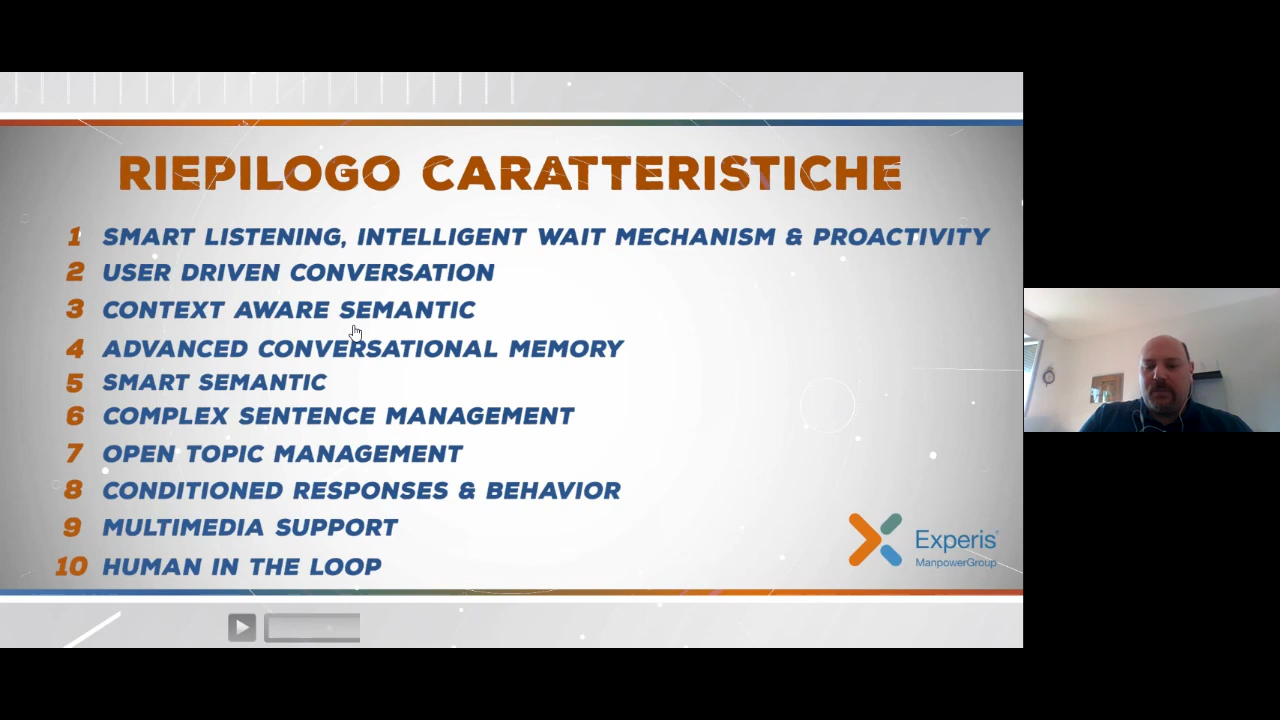 RIEPILOGO CARATTERISTICHE
1 SMART LISTENING, INTELLIGENT WAIT MECHANISM & PROACTIVITY
2 USER DRIVEN CONVERSATION
3 CONTEXT AWARE SEMANTIC
4 ADVANCED CONVERSATIONAL MEMORY
5 SMART SEMANTIC
6 COMPLEX SENTENCE MANAGEMENT
7 OPEN TOPIC MANAGEMENT
8 CONDITIONED RESPONSES & BEHAVIOR
9 MULTIMEDIA SUPPORT
10 HUMAN IN THE LOOP
Experis
ManpowerGroup